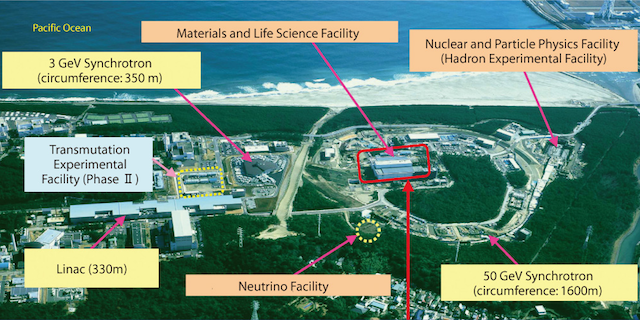 Pacific Ocean
Materials and Life Science Facility
Nuclear and Particle Physics Facility
(Hadron Experimental Facility)
3 GeV Synchrotron
(circumference: 350 m)
Transmutation
Experimental
Facility (Phase Ⅱ)
Linac (330m)
Neutrino Facility
50 GeV Synchrotron
(circumference: 1600m)